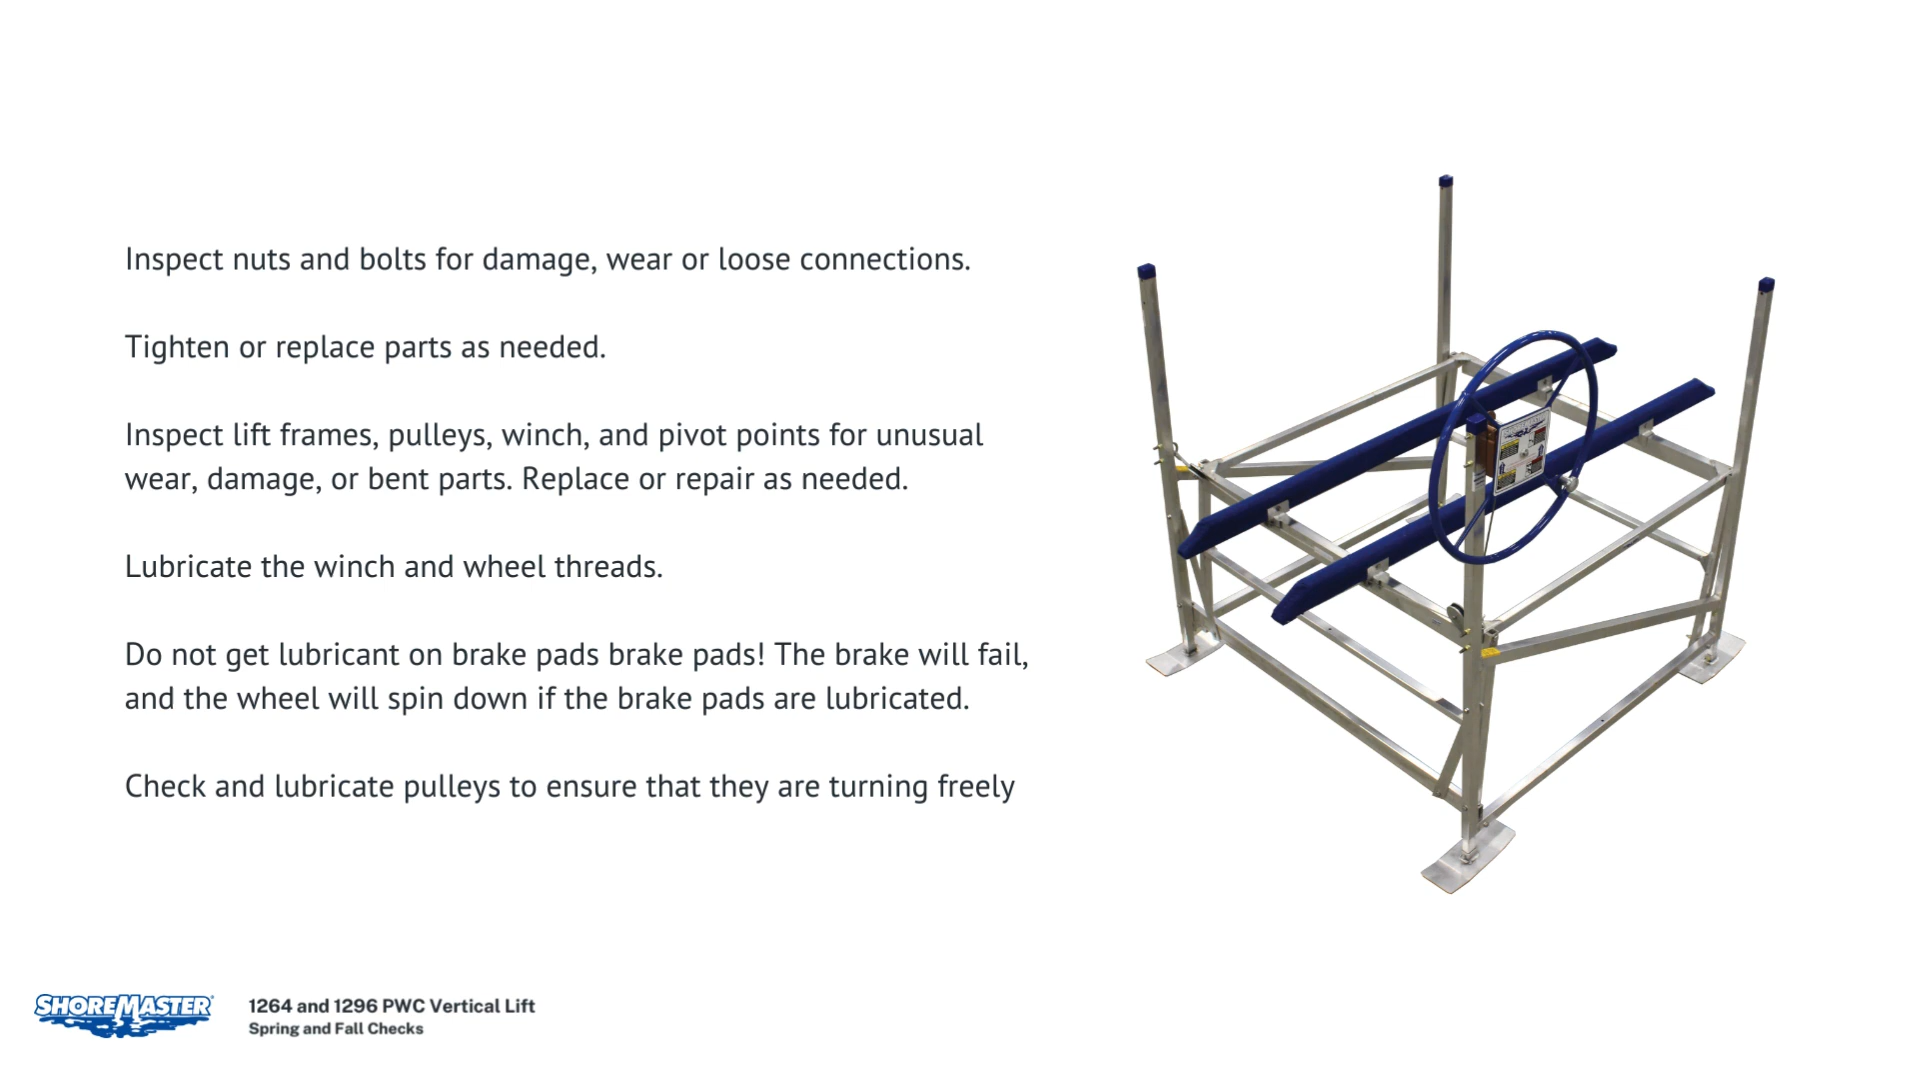 Inspect nuts and bolts for damage, wear or loose connections.
Tighten or replace parts as needed.
Inspect lift frames, pulleys, winch, and pivot points for unusual
wear, damage, or bent parts. Replace or repair as needed.
Lubricate the winch and wheel threads.
Do not get lubricant on brake pads brake pads! The brake will fail,
and the wheel will spin down if the brake pads are lubricated.
Check and lubricate pulleys to ensure that they are turning freely
SHOREMASTER
1264 and 1296 PWC Vertical Lift
Spring and Fall Checks